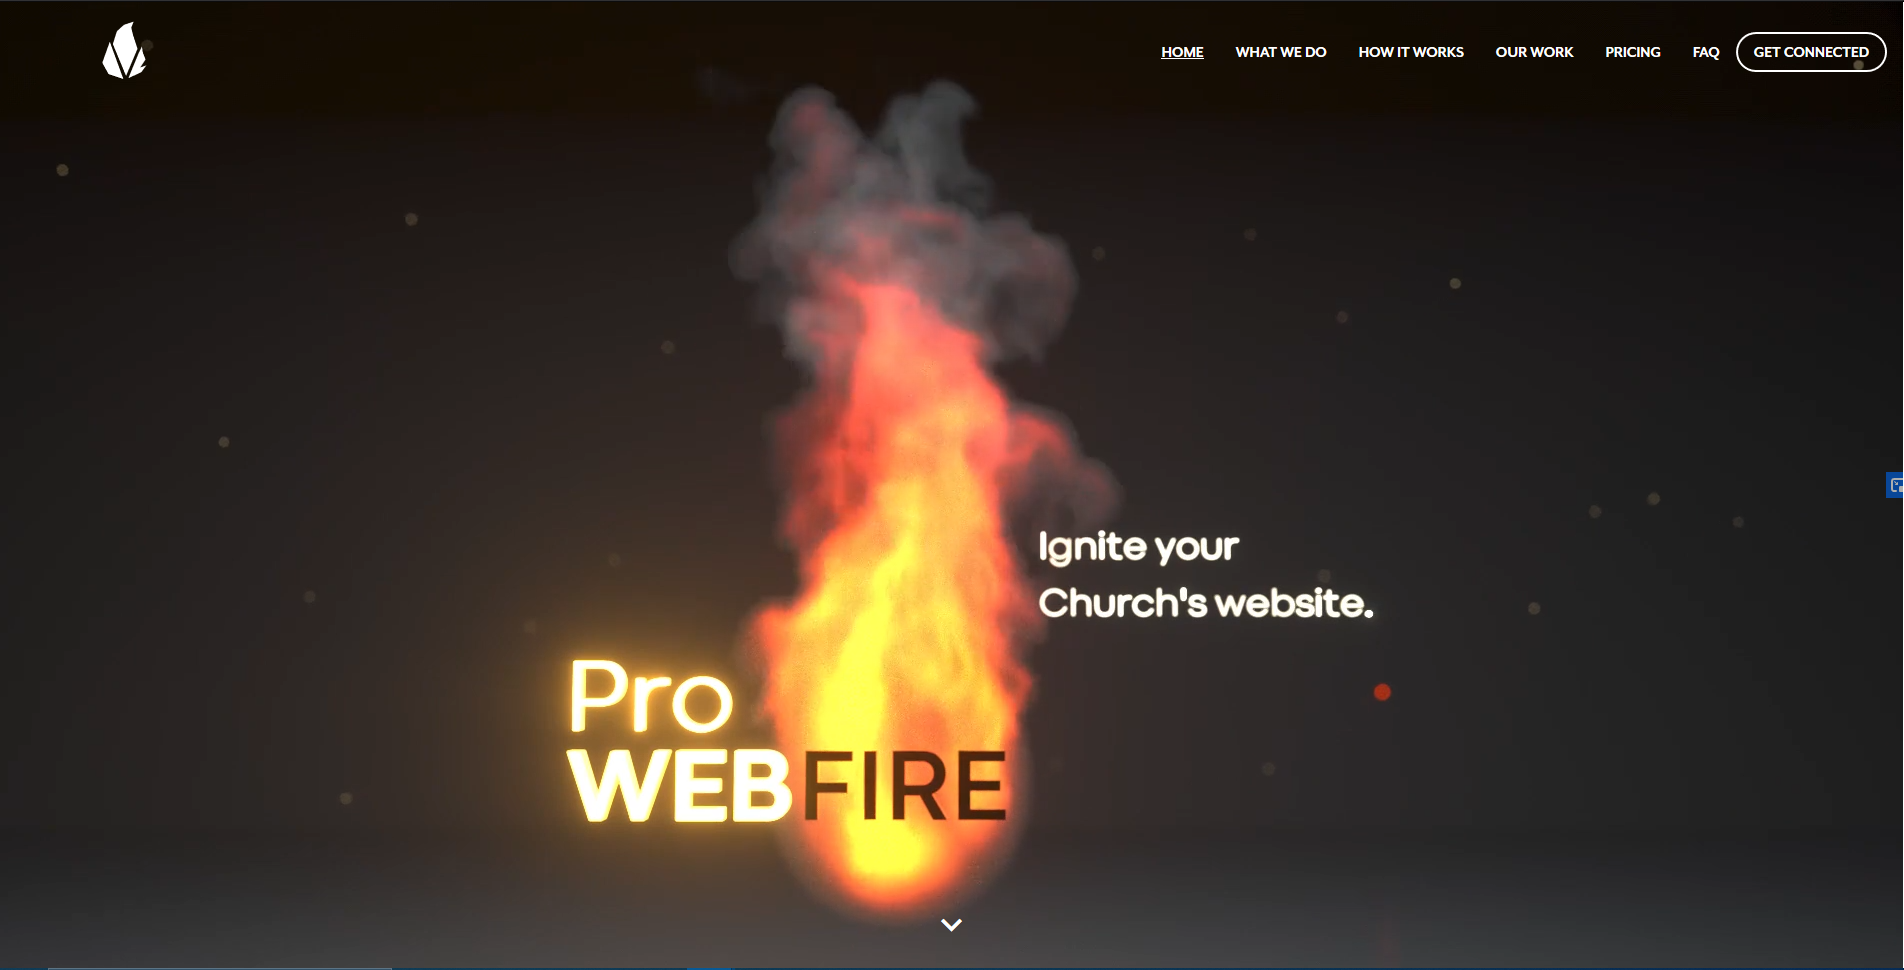 HOME WHAT WE DO HOW IT WORKS OUR WORK PRICING FAQ GET CONNECTED
Ignite your
Church's website.
Pro
WEBFIRE